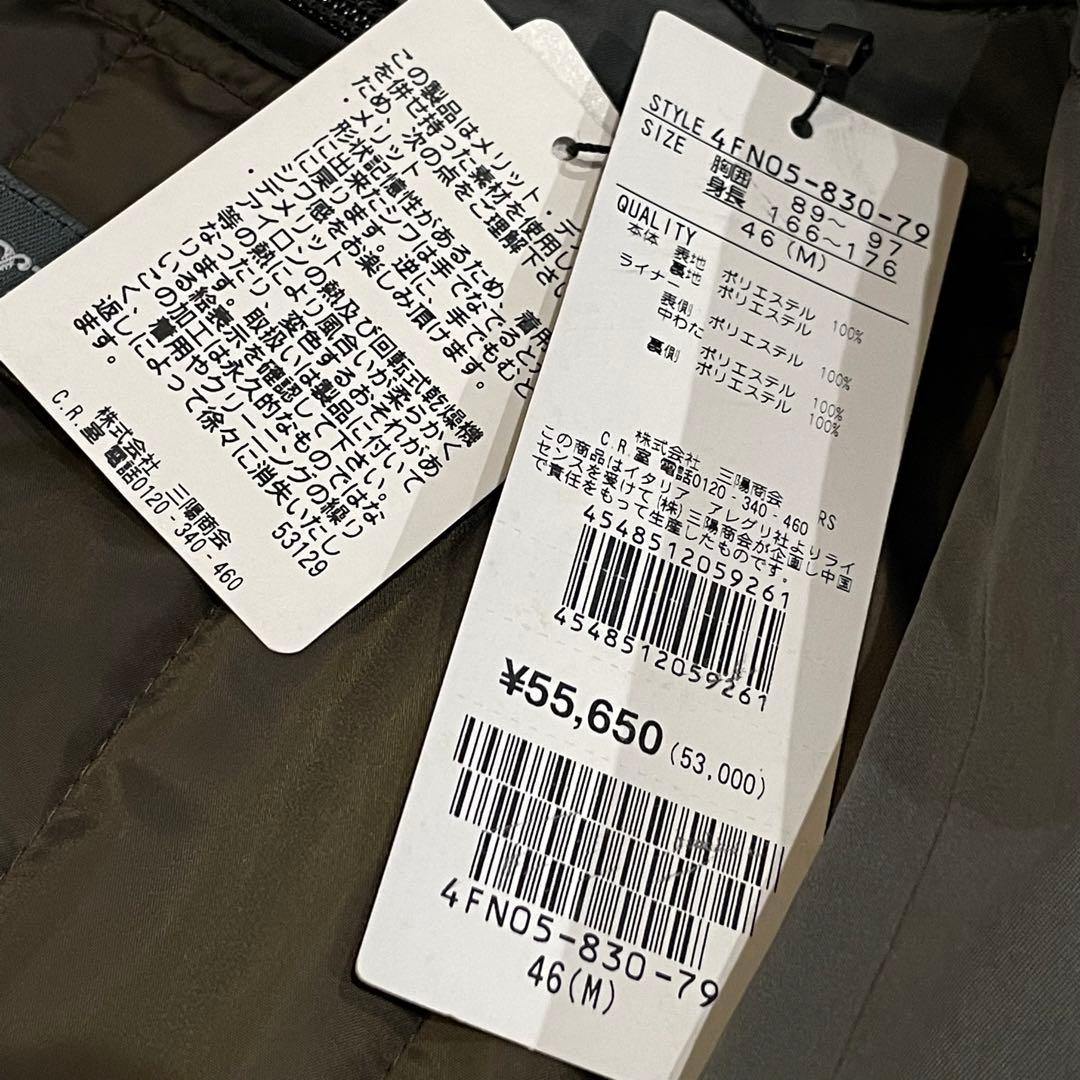 この製品はメリット・デ
を併せ持った素材を使用し
ため、次の点をご理解下さい
・メリット
形状記憶性があるため、着用
に出来たシワは手でなでると
に戻ります。逆に、手でもむと
シワ感をお楽しみ頂けます。
・デメリット
アイロンの熱及び回転式乾燥機
等の熱により風合いが柔らかく
なったり、変色するおそれがあ
ります。取扱いは製品に付いて
いる絵表示を確認して下さい。
この加工は永久的なものではな
く、着用やクリーニングの繰り
返しによって徐々に消失いたし
ます。
53129
株式会社 三陽商会
C.R.室 電話0120-340-460
STYLE 4FN05-830-79
SIZE 胸囲 89~ 97
身長 166~176
46(M)
QUALITY
本体 表地 ポリエステル 100%
裏地 ポリエステル
ライナー
表側 ポリエステル 100%
中わた ポリエステル 100%
裏側 ポリエステル 100%
株式会社 三陽商会
C.R.室 電話0120-340-460 RS
この商品はイタリア アレグリ社よりライ
センスを受けて(株)三陽商会が企画し中国
で責任をもって生産したものです。
4548512059261
4548512059261
¥55,650 (53,000)
4FN05-830-79
46(M)